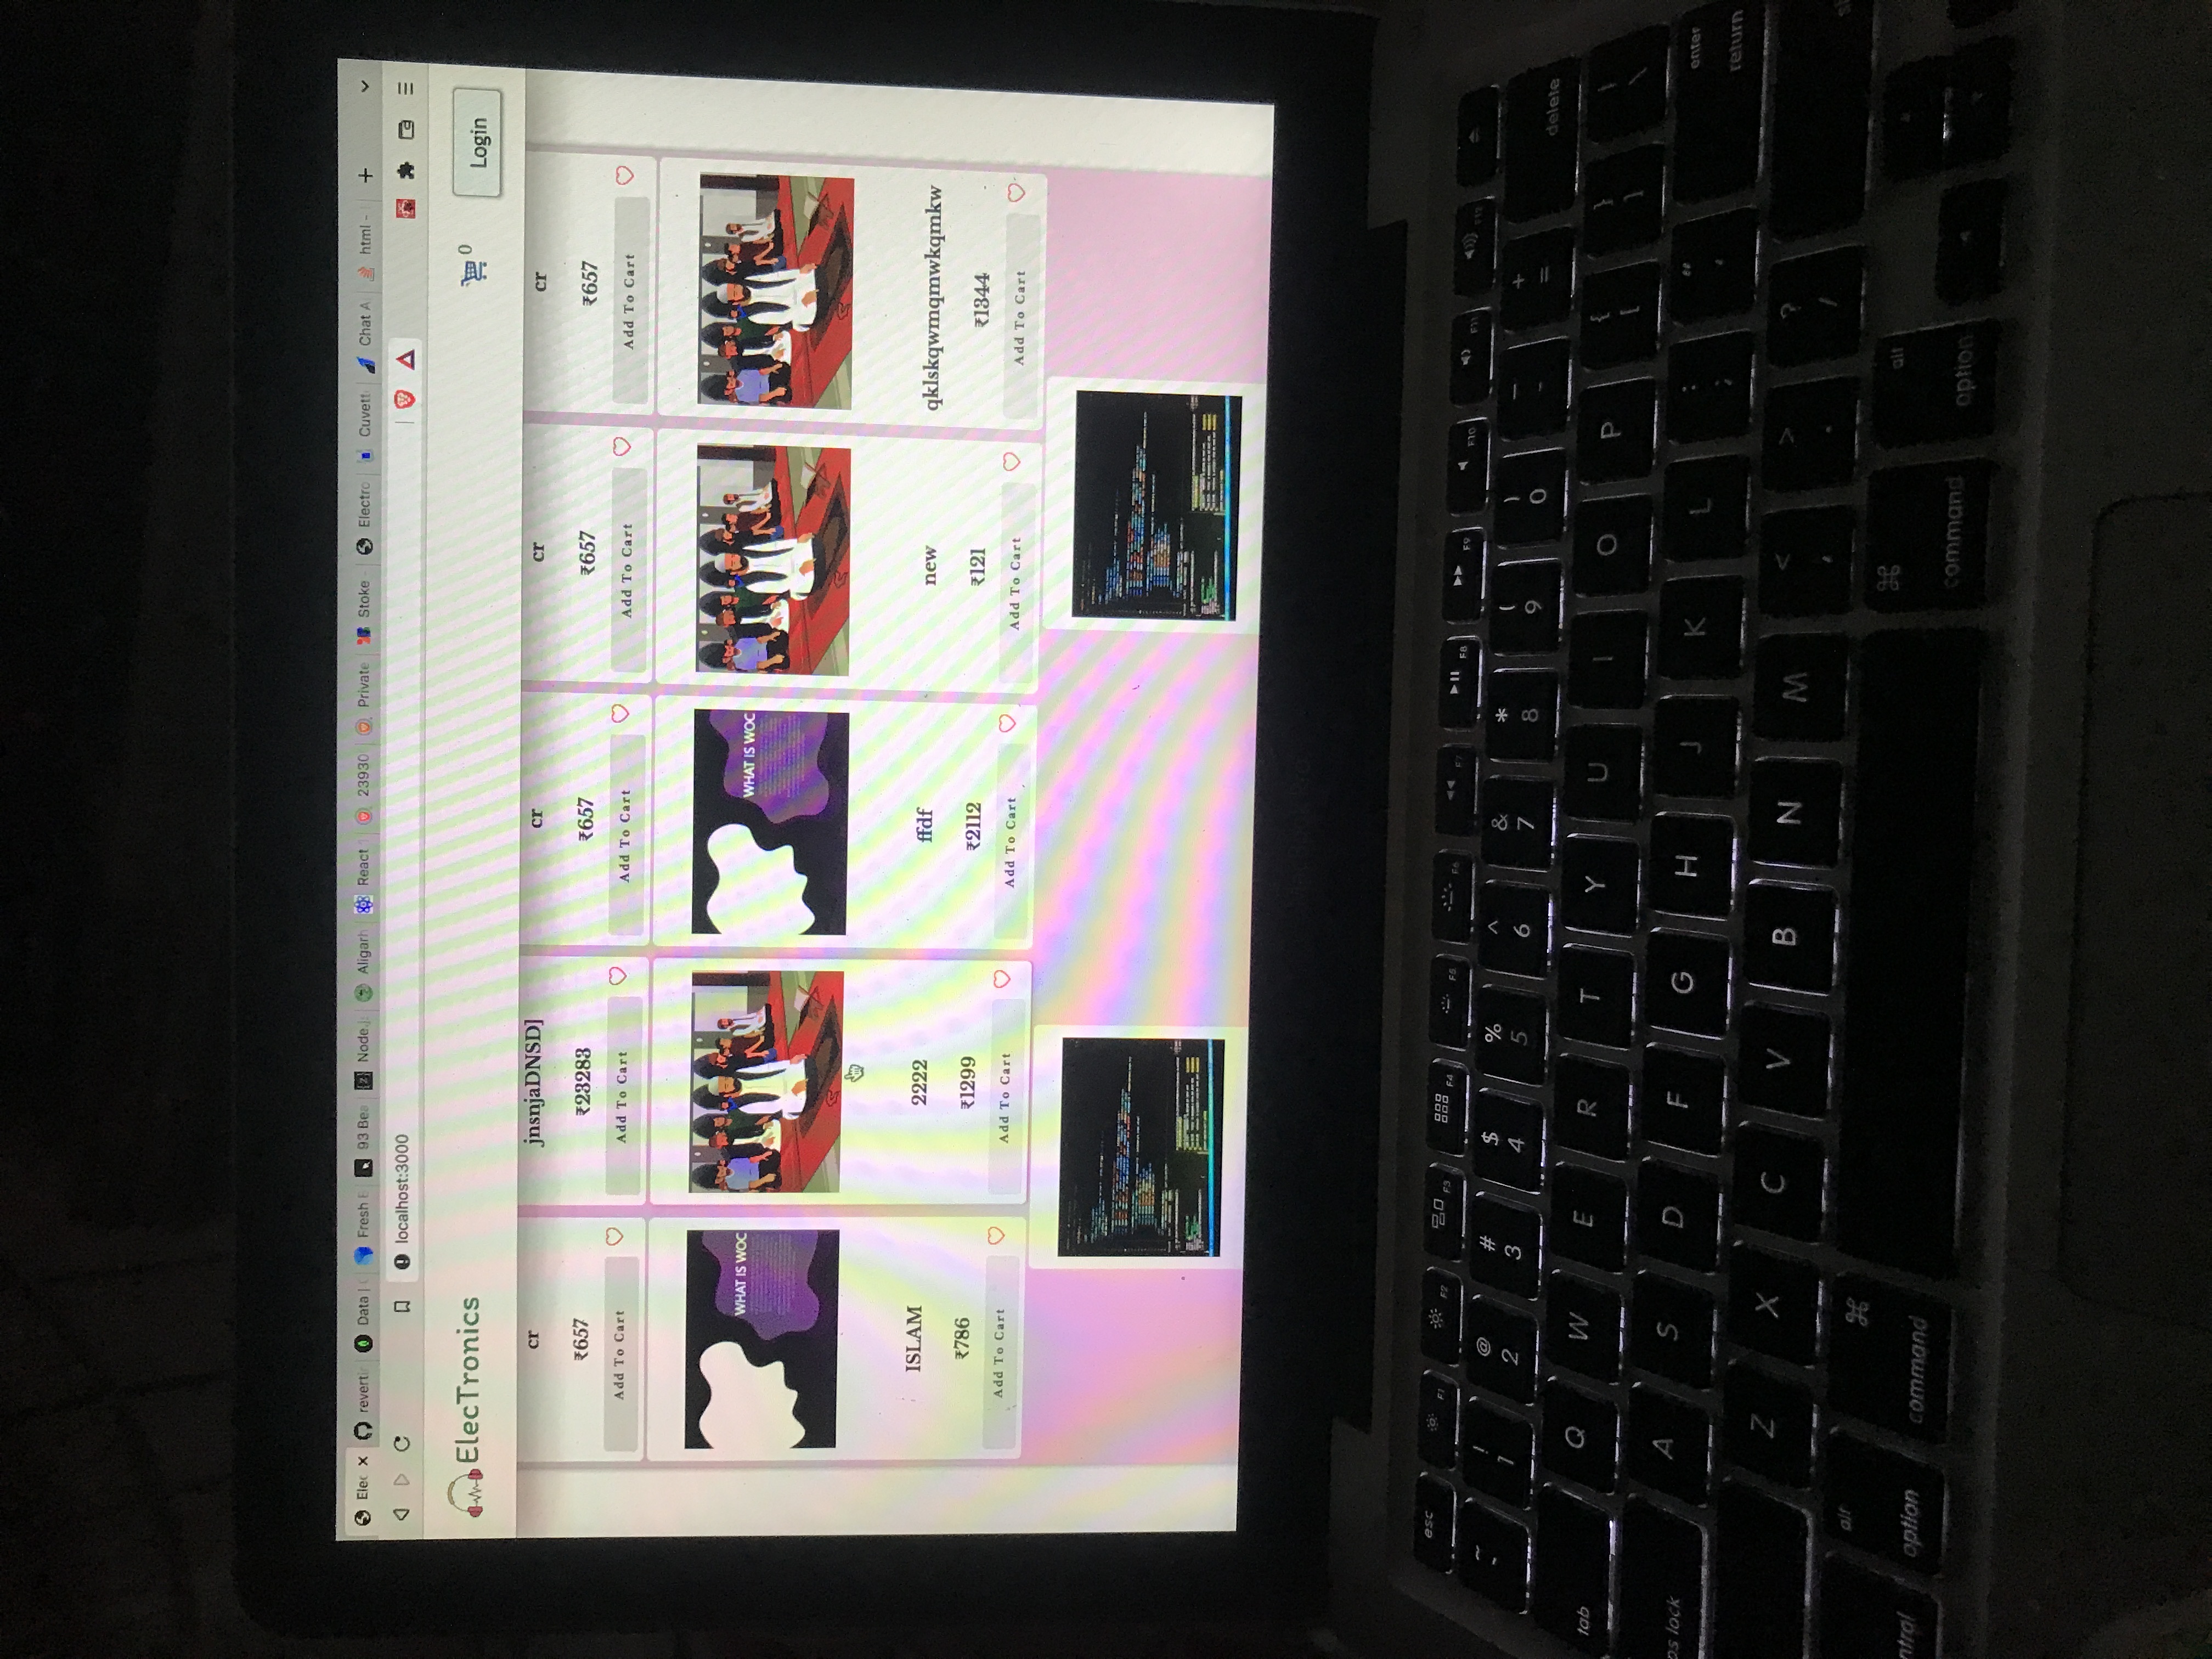 Elec
reverti
Data |
Fresh E
93 Bea
Node.j
Aligarh
React
23930
Private
Stoke -
Electro
Cuvett
Chat A
html -
localhost:3000
ElecTronics
0
Login
cr
jnsnjaDNSD]
cr
cr
cr
₹657
₹23283
₹657
₹657
₹657
Add To Cart
Add To Cart
Add To Cart
Add To Cart
Add To Cart
WHAT IS WOC
WHAT IS WOC
ISLAM
2222
ffdf
new
qklskqwmqmwkqmkw
₹786
₹1299
₹2112
₹121
₹1344
Add To Cart
Add To Cart
Add To Cart
Add To Cart
Add To Cart
esc F1 F2 F3 F4 F5 F6 F7 F8 F9 F10 F11 F12
~ ! @ # $ % ^ & * ( ) — +
1 2 3 4 5 6 7 8 9 0 - =
delete
tab Q W E R T Y U I O P { } |
[ ] \
ps lock A S D F G H J K L : "
; '
enter
return
Z X C V B N M < > ?
, . /
alt ⌘ ⌘ alt
ntrol option command command option